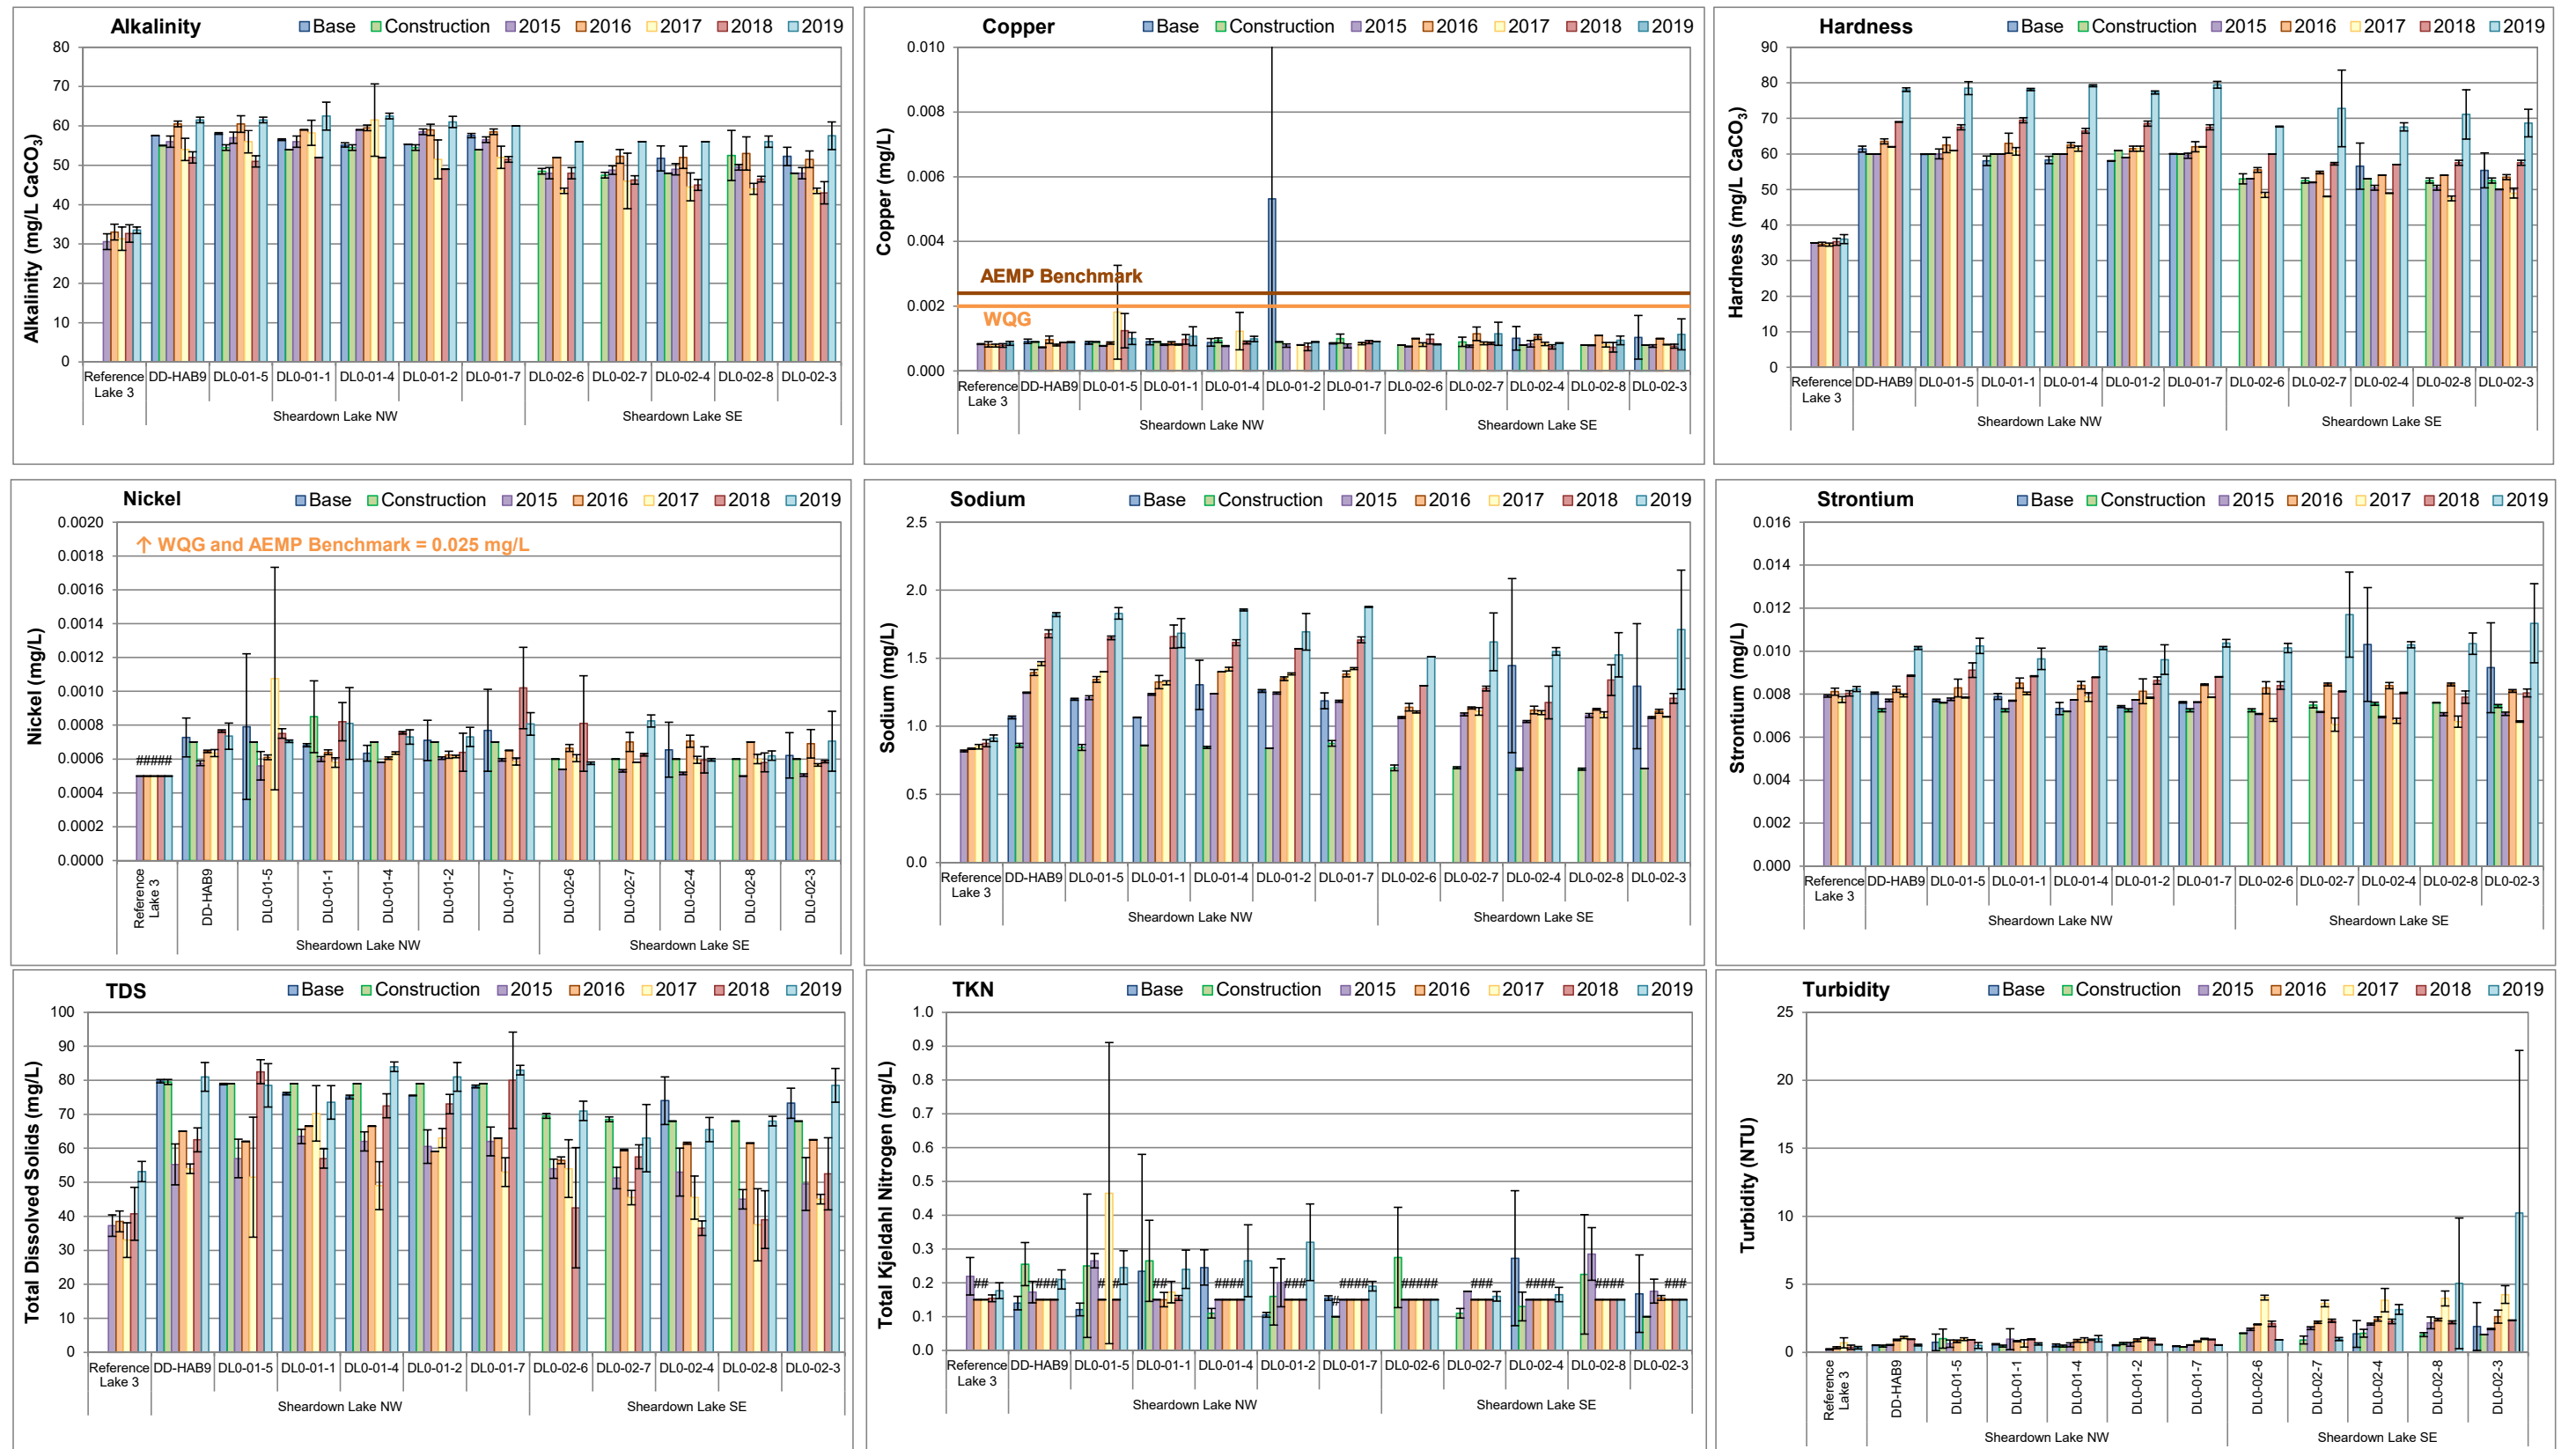 Alkalinity
Base Construction 2015 2016 2017 2018 2019
Alkalinity (mg/L CaCO3)
80
70
60
50
40
30
20
10
0
Reference Lake 3 DD-HAB9 DL0-01-5 DL0-01-1 DL0-01-4 DL0-01-2 DL0-01-7 DL0-02-6 DL0-02-7 DL0-02-4 DL0-02-8 DL0-02-3
Sheardown Lake NW Sheardown Lake SE
Copper
Base Construction 2015 2016 2017 2018 2019
Copper (mg/L)
0.010
0.008
0.006
0.004
0.002
0.000
AEMP Benchmark
WQG
Reference Lake 3 DD-HAB9 DL0-01-5 DL0-01-1 DL0-01-4 DL0-01-2 DL0-01-7 DL0-02-6 DL0-02-7 DL0-02-4 DL0-02-8 DL0-02-3
Sheardown Lake NW Sheardown Lake SE
Hardness
Base Construction 2015 2016 2017 2018 2019
Hardness (mg/L CaCO3)
90
80
70
60
50
40
30
20
10
0
Reference Lake 3 DD-HAB9 DL0-01-5 DL0-01-1 DL0-01-4 DL0-01-2 DL0-01-7 DL0-02-6 DL0-02-7 DL0-02-4 DL0-02-8 DL0-02-3
Sheardown Lake NW Sheardown Lake SE
Nickel
Base Construction 2015 2016 2017 2018 2019
Nickel (mg/L)
0.0020
0.0018
0.0016
0.0014
0.0012
0.0010
0.0008
0.0006
0.0004
0.0002
0.0000
↑ WQG and AEMP Benchmark = 0.025 mg/L
#####
Reference Lake 3 DD-HAB9 DL0-01-5 DL0-01-1 DL0-01-4 DL0-01-2 DL0-01-7 DL0-02-6 DL0-02-7 DL0-02-4 DL0-02-8 DL0-02-3
Sheardown Lake NW Sheardown Lake SE
Sodium
Base Construction 2015 2016 2017 2018 2019
Sodium (mg/L)
2.5
2.0
1.5
1.0
0.5
0.0
Reference Lake 3 DD-HAB9 DL0-01-5 DL0-01-1 DL0-01-4 DL0-01-2 DL0-01-7 DL0-02-6 DL0-02-7 DL0-02-4 DL0-02-8 DL0-02-3
Sheardown Lake NW Sheardown Lake SE
Strontium
Base Construction 2015 2016 2017 2018 2019
Strontium (mg/L)
0.016
0.014
0.012
0.010
0.008
0.006
0.004
0.002
0.000
Reference Lake 3 DD-HAB9 DL0-01-5 DL0-01-1 DL0-01-4 DL0-01-2 DL0-01-7 DL0-02-6 DL0-02-7 DL0-02-4 DL0-02-8 DL0-02-3
Sheardown Lake NW Sheardown Lake SE
TDS
Base Construction 2015 2016 2017 2018 2019
Total Dissolved Solids (mg/L)
100
90
80
70
60
50
40
30
20
10
0
Reference Lake 3 DD-HAB9 DL0-01-5 DL0-01-1 DL0-01-4 DL0-01-2 DL0-01-7 DL0-02-6 DL0-02-7 DL0-02-4 DL0-02-8 DL0-02-3
Sheardown Lake NW Sheardown Lake SE
TKN
Base Construction 2015 2016 2017 2018 2019
Total Kjeldahl Nitrogen (mg/L)
1.0
0.9
0.8
0.7
0.6
0.5
0.4
0.3
0.2
0.1
0.0
## ### # # ## #### ### # #### ##### ### #### #### ###
Reference Lake 3 DD-HAB9 DL0-01-5 DL0-01-1 DL0-01-4 DL0-01-2 DL0-01-7 DL0-02-6 DL0-02-7 DL0-02-4 DL0-02-8 DL0-02-3
Sheardown Lake NW Sheardown Lake SE
Turbidity
Base Construction 2015 2016 2017 2018 2019
Turbidity (NTU)
25
20
15
10
5
0
Reference Lake 3 DD-HAB9 DL0-01-5 DL0-01-1 DL0-01-4 DL0-01-2 DL0-01-7 DL0-02-6 DL0-02-7 DL0-02-4 DL0-02-8 DL0-02-3
Sheardown Lake NW Sheardown Lake SE